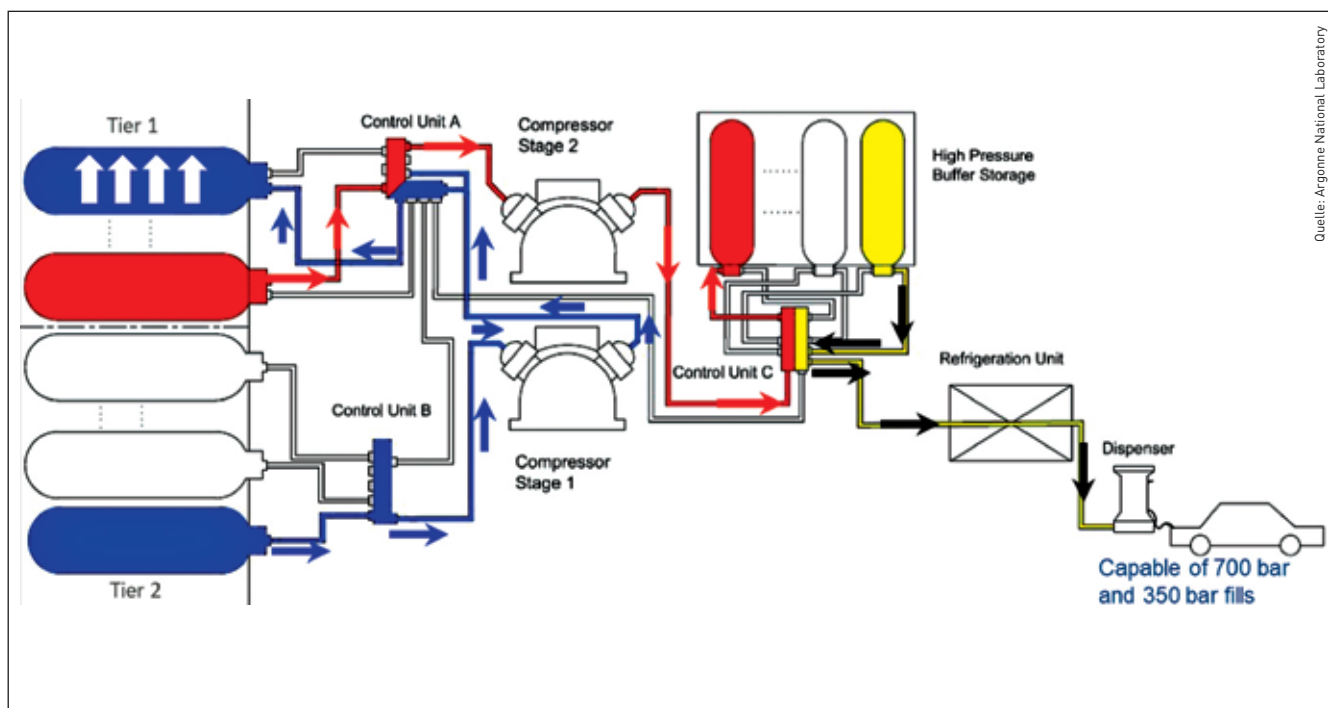 Tier 1
Control Unit A
Compressor
Stage 2
High Pressure
Buffer Storage
Quelle: Argonne National Laboratory
Control Unit C
Refrigeration Unit
Control Unit B
Compressor
Stage 1
Dispenser
Tier 2
Capable of 700 bar
and 350 bar fills